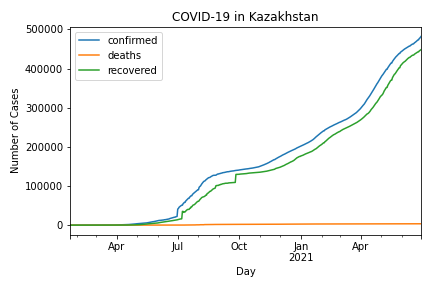 COVID-19 in Kazakhstan
confirmed
deaths
recovered
Number of Cases
500000
400000
300000
200000
100000
0
Apr
Jul
Oct
Jan
2021
Apr
Day